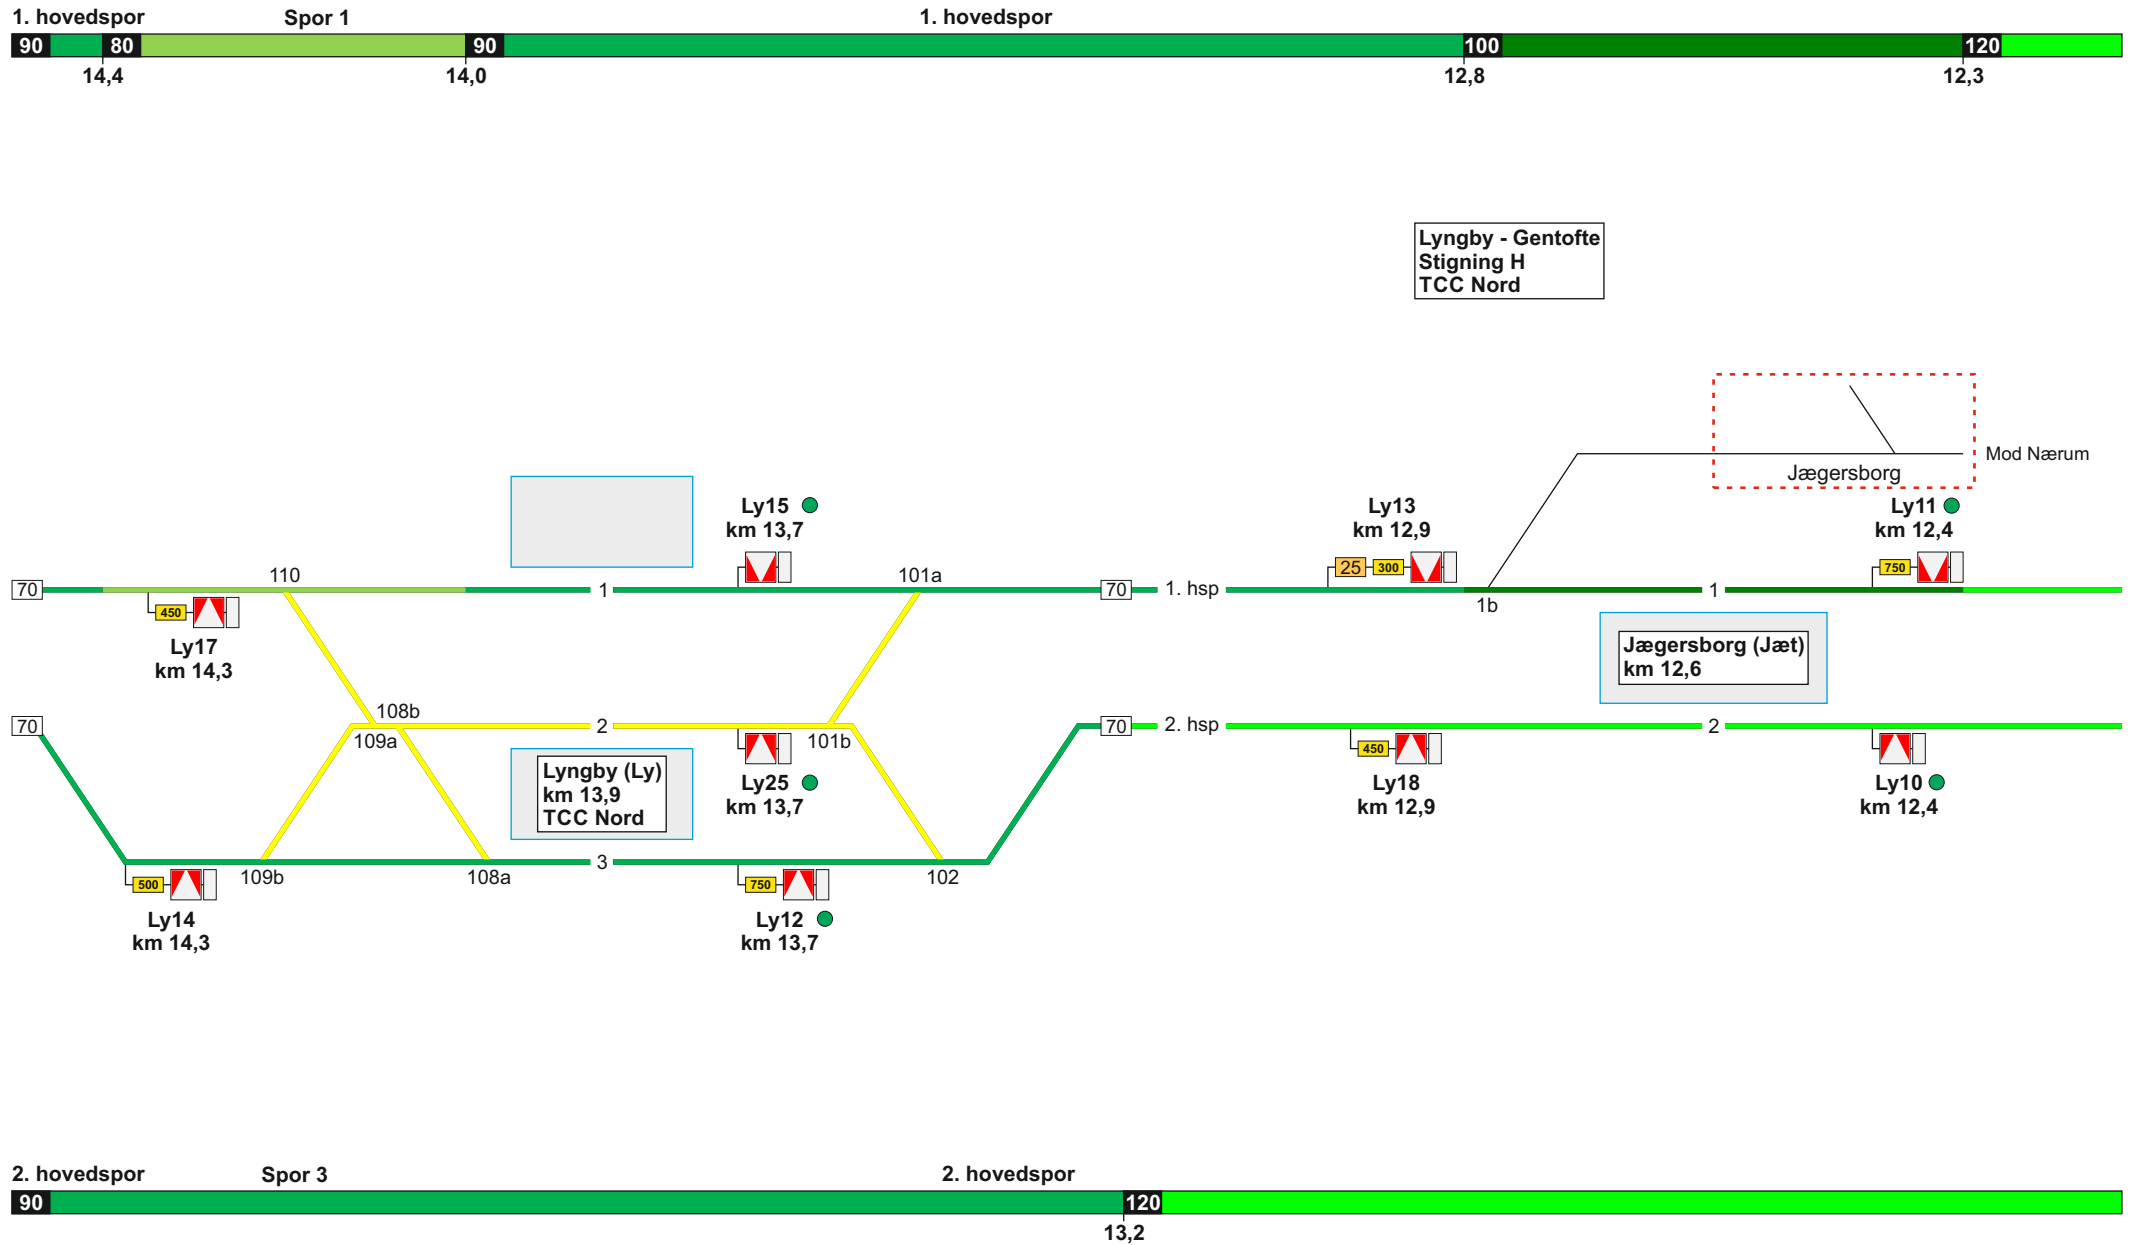 1. hovedspor
Spor 1
1. hovedspor
90
80
90
100
120
14,4
14,0
12,8
12,3
Lyngby - Gentofte
Stigning H
TCC Nord
Mod Nærum
Jægersborg
Ly15
km 13,7
Ly13
km 12,9
Ly11
km 12,4
25
300
750
110
101a
70
1
70
1. hsp
1
1b
450
Ly17
km 14,3
Jægersborg (Jæt)
km 12,6
108b
70
2
70
2. hsp
2
109a
101b
450
Lyngby (Ly)
km 13,9
TCC Nord
Ly25
km 13,7
Ly18
km 12,9
Ly10
km 12,4
3
109b
108a
102
500
750
Ly14
km 14,3
Ly12
km 13,7
2. hovedspor
Spor 3
2. hovedspor
90
120
13,2